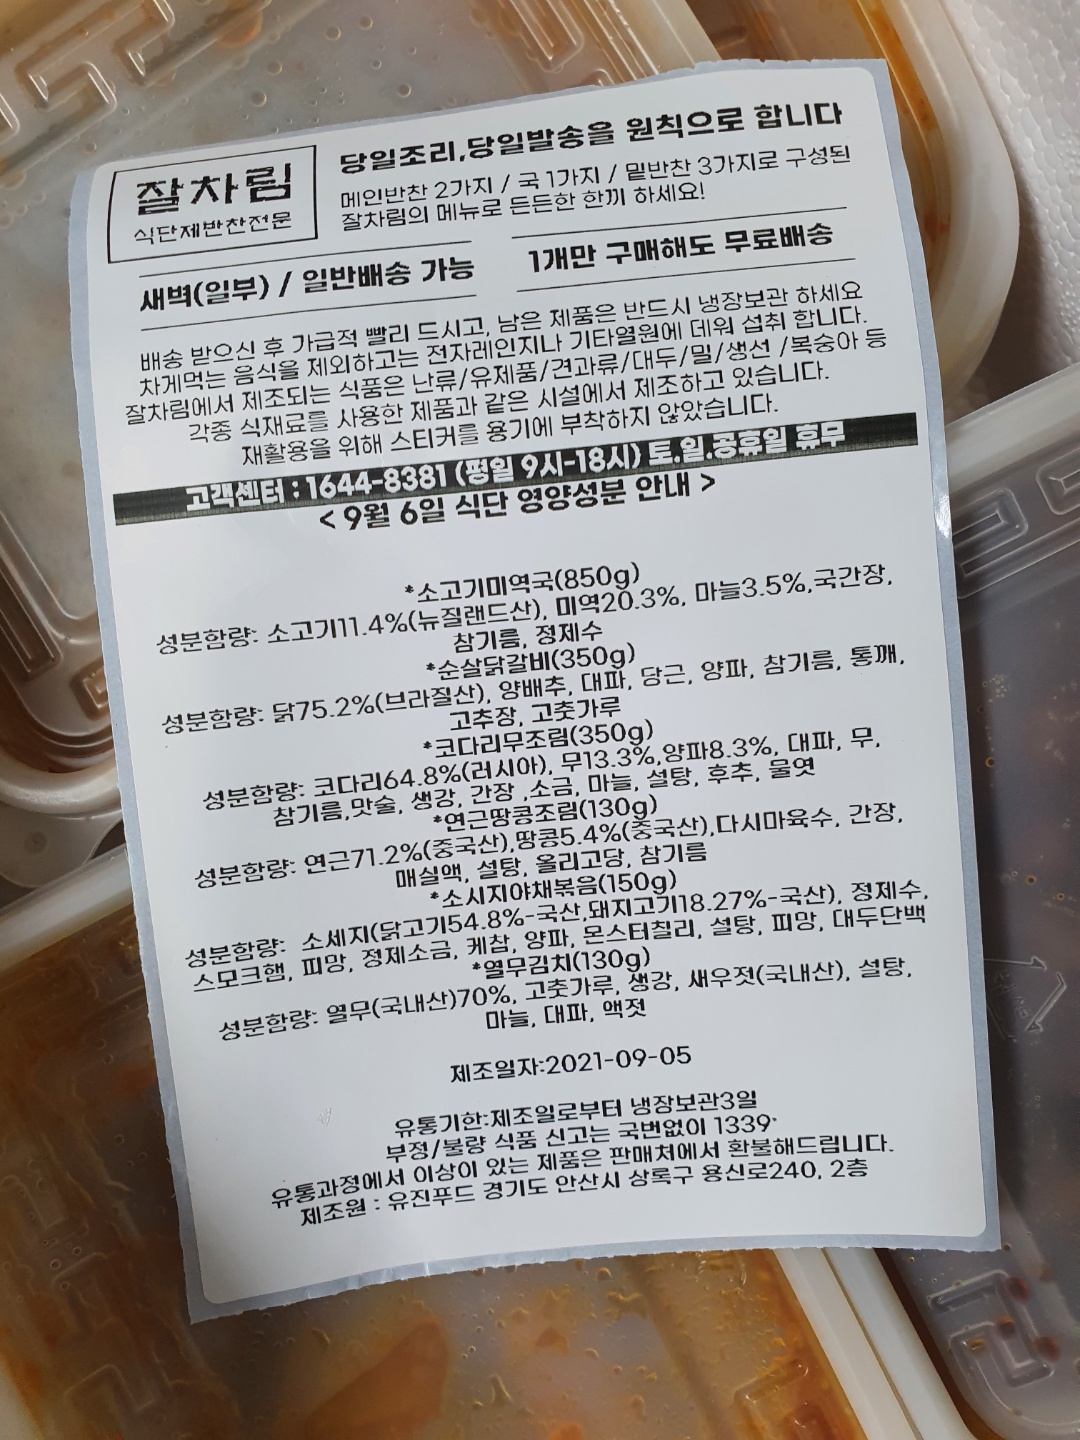 잘차림
식단제반찬전문
당일조리,당일발송을 원칙으로 합니다
메인반찬 2가지 / 국 1가지 / 밑반찬 3가지로 구성된
잘차림의 메뉴로 든든한 한끼 하세요!
새벽(일부) / 일반배송 가능
1개만 구매해도 무료배송
배송 받으신 후 가급적 빨리 드시고, 남은 제품은 반드시 냉장보관 하세요
차게먹는 음식을 제외하고는 전자레인지나 기타열원에 데워 섭취 합니다.
잘차림에서 제조되는 식품은 난류/유제품/견과류/대두/밀/생선 /복숭아 등
각종 식재료를 사용한 제품과 같은 시설에서 제조하고 있습니다.
재활용을 위해 스티커를 용기에 부착하지 않았습니다.
고객센터 : 1644-8381 (평일 9시-18시) 토.일.공휴일 휴무
< 9월 6일 식단 영양성분 안내 >
*소고기미역국(850g)
성분함량: 소고기11.4%(뉴질랜드산), 미역20.3%, 마늘3.5%,국간장,
참기름, 정제수
*순살닭갈비(350g)
성분함량: 닭75.2%(브라질산), 양배추, 대파, 당근, 양파, 참기름, 통깨,
고추장, 고춧가루
*코다리무조림(350g)
성분함량: 코다리64.8%(러시아), 무13.3%,양파8.3%, 대파, 무,
참기름,맛술, 생강, 간장 ,소금, 마늘, 설탕, 후추, 물엿
*연근땅콩조림(130g)
성분함량: 연근71.2%(중국산),땅콩5.4%(중국산),다시마육수, 간장,
매실액, 설탕, 올리고당, 참기름
*소시지야채볶음(150g)
성분함량: 소세지(닭고기54.8%-국산,돼지고기18.27%-국산), 정제수,
스모크햄, 피망, 정제소금, 케찹, 양파, 몬스터칠리, 설탕, 피망, 대두단백
*열무김치(130g)
성분함량: 열무(국내산)70%, 고춧가루, 생강, 새우젓(국내산), 설탕,
마늘, 대파, 액젓
제조일자:2021-09-05
유통기한:제조일로부터 냉장보관3일
부정/불량 식품 신고는 국번없이 1339
유통과정에서 이상이 있는 제품은 판매처에서 환불해드립니다.
제조원 : 유진푸드 경기도 안산시 상록구 용신로240, 2층